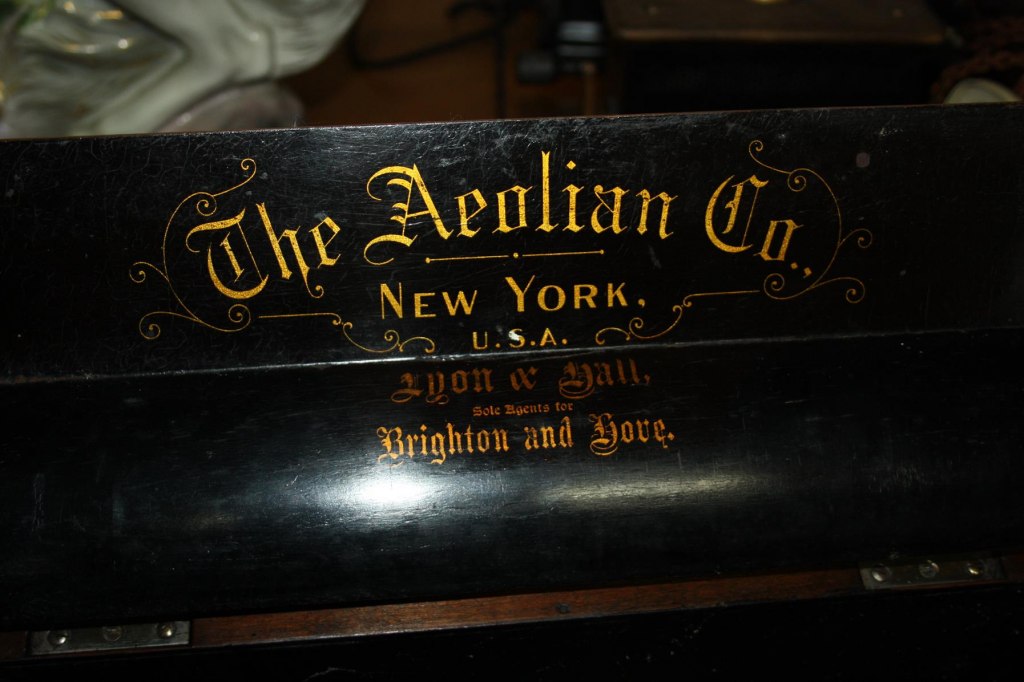 The Aeolian Co.,
NEW YORK,
U.S.A.
Lyon & Hall,
Sole Agents for
Brighton and Hove.